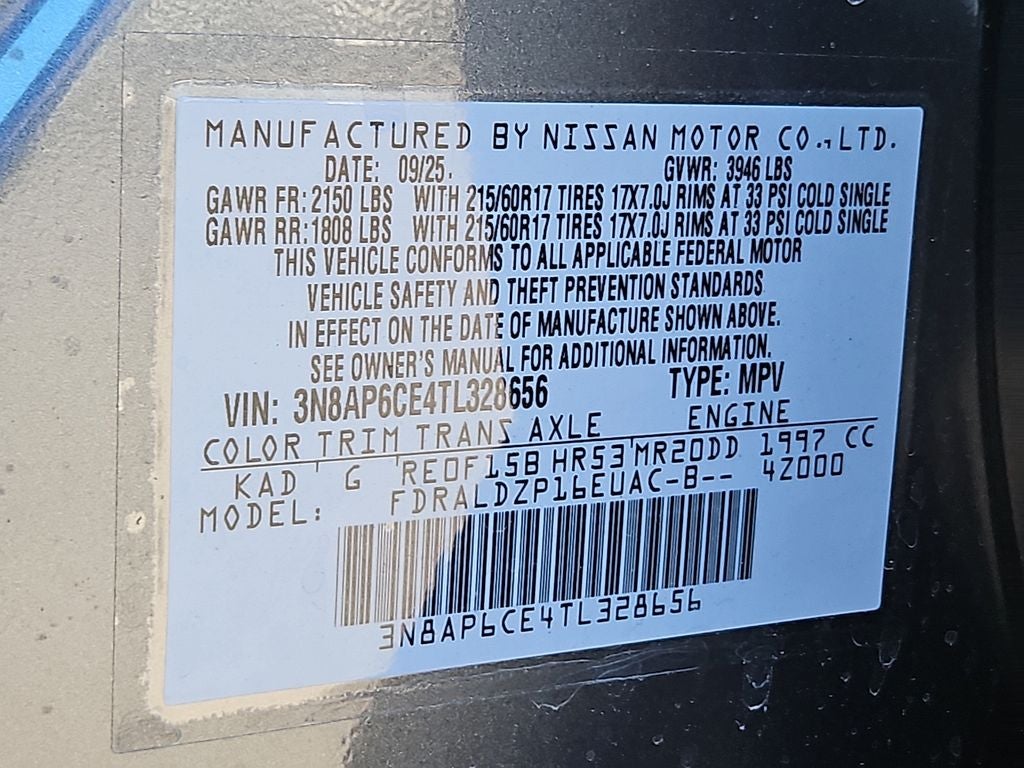 MANUFACTURED BY NISSAN MOTOR CO.,LTD.
DATE: 09/25. GVWR: 3946 LBS
GAWR FR: 2150 LBS WITH 215/60R17 TIRES 17X7.0J RIMS AT 33 PSI COLD SINGLE
GAWR RR: 1808 LBS WITH 215/60R17 TIRES 17X7.0J RIMS AT 33 PSI COLD SINGLE
THIS VEHICLE CONFORMS TO ALL APPLICABLE FEDERAL MOTOR
VEHICLE SAFETY AND THEFT PREVENTION STANDARDS
IN EFFECT ON THE DATE OF MANUFACTURE SHOWN ABOVE.
SEE OWNER'S MANUAL FOR ADDITIONAL INFORMATION.
VIN: 3N8AP6CE4TL328656 TYPE: MPV
COLOR TRIM TRANS AXLE ENGINE
KAD G RE0F15B HR53 MR20DD 1997 CC
MODEL: FDRALDZP16EUAC-B-- 4Z000
3N8AP6CE4TL328656